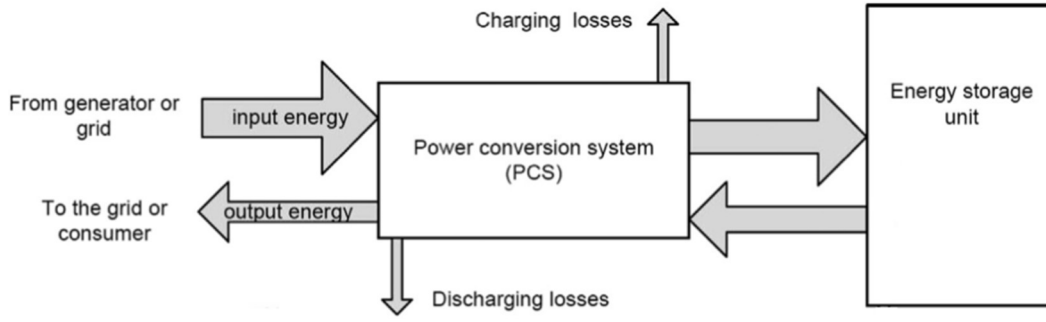 Charging losses
From generator or
grid
input energy
Power conversion system
(PCS)
Energy storage
unit
To the grid or
consumer
output energy
Discharging losses